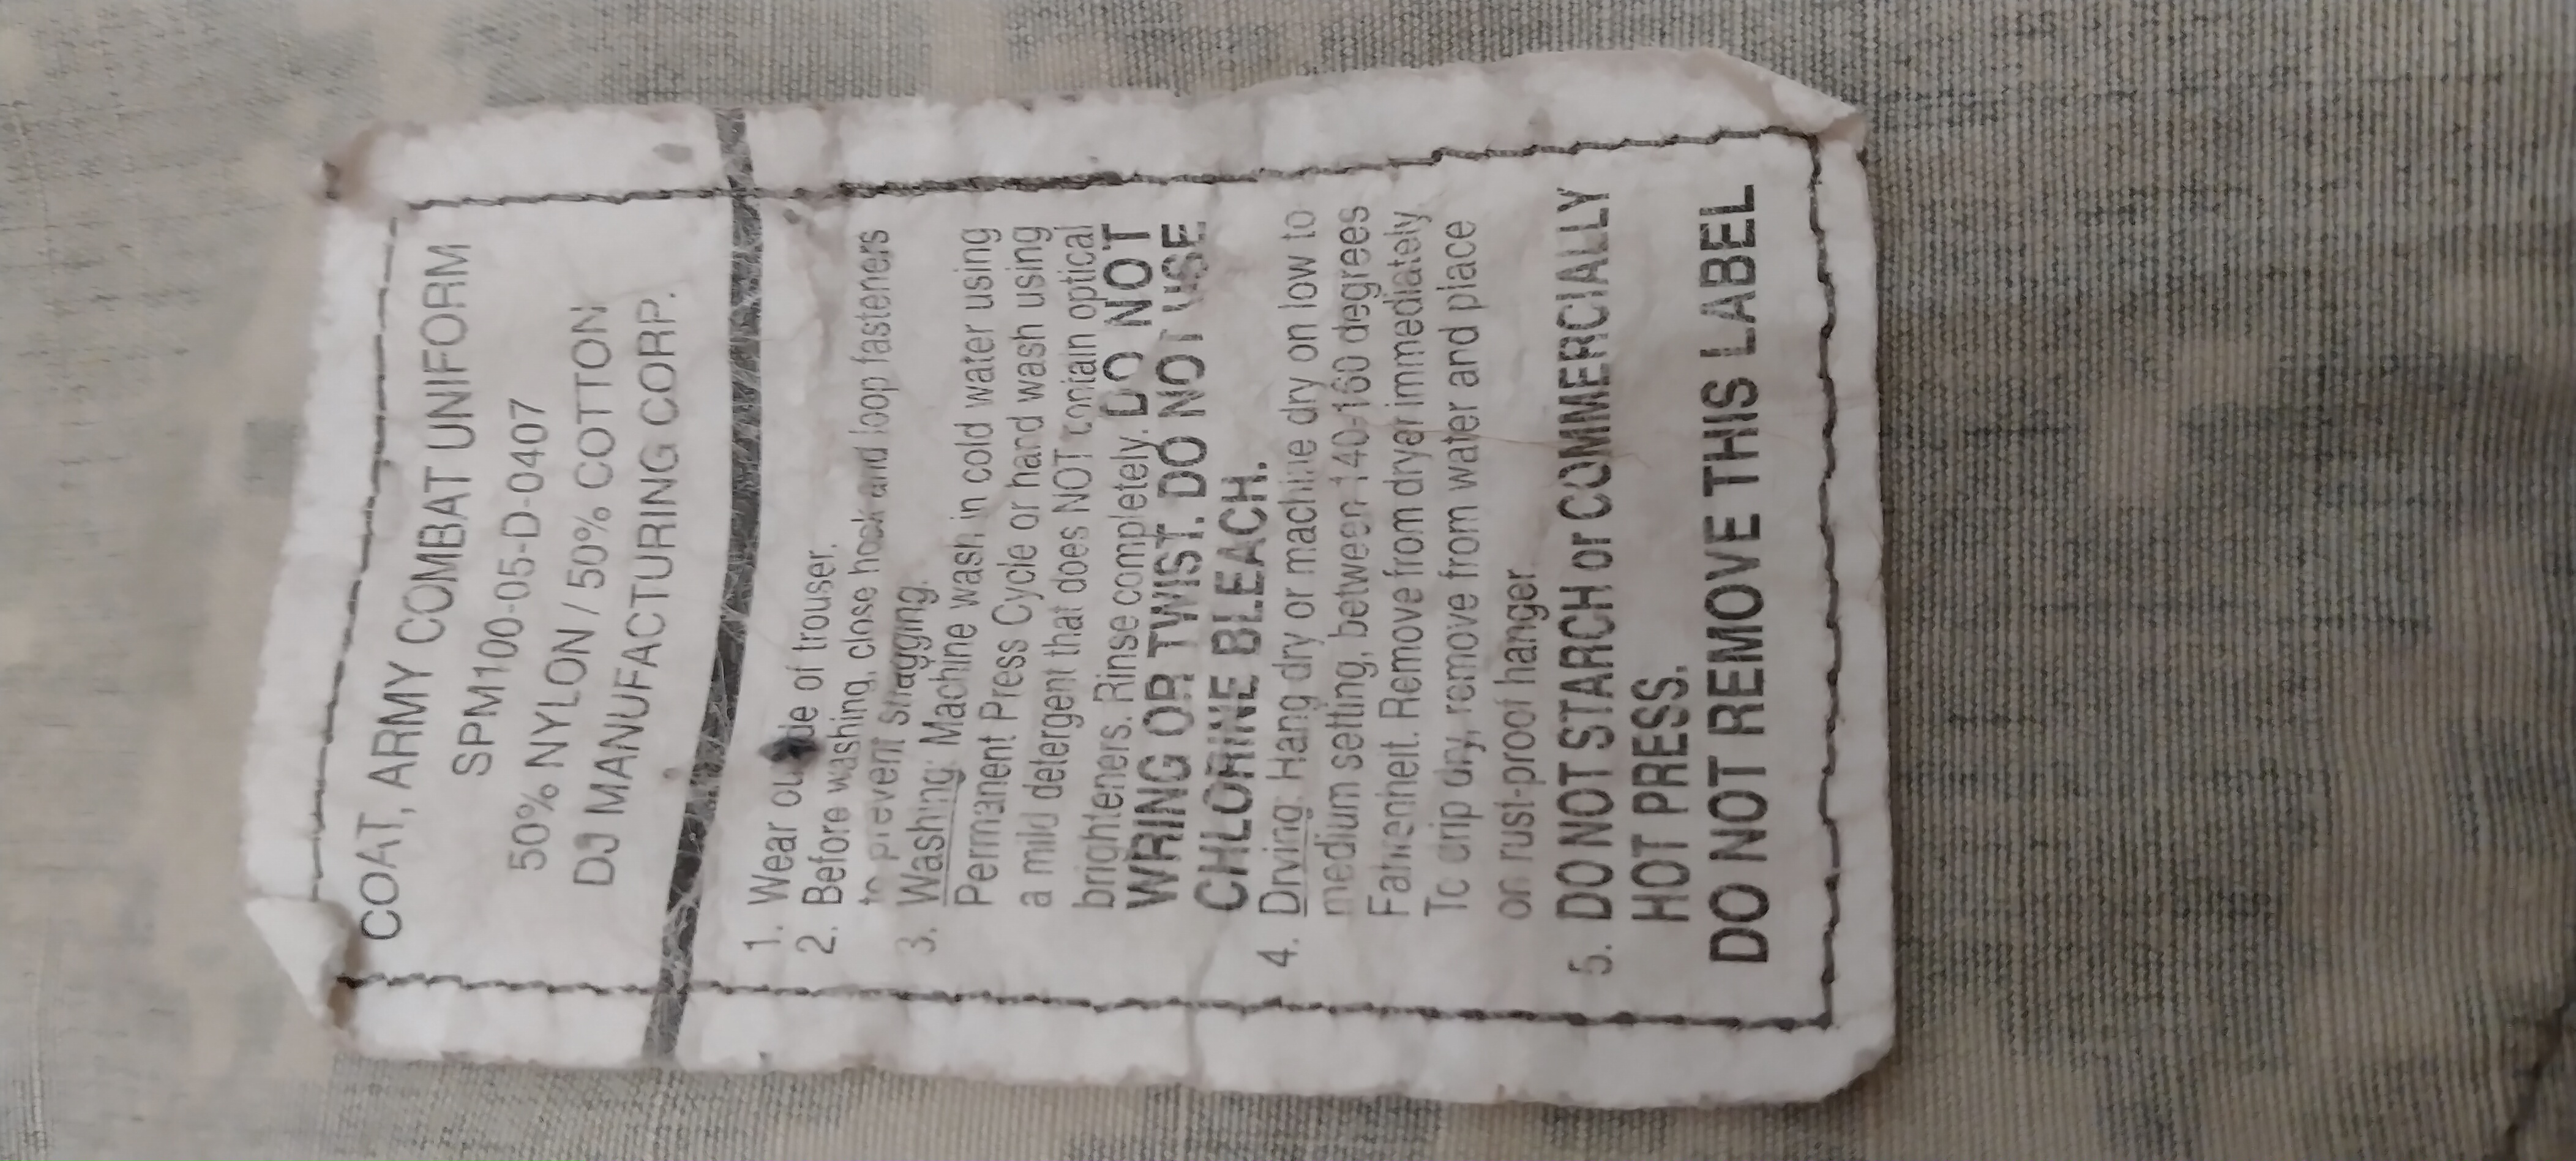 COAT, ARMY COMBAT UNIFORM
SPM100-05-D-0407
50% NYLON / 50% COTTON
DJ MANUFACTURING CORP.
1. Wear of trouser.
2. Before washing, close hook and loop fasteners
to prevent snagging.
3. Washing: Machine wash in cold water using
Permanent Press Cycle or hand wash using
a mild detergent that does NOT contain optical
brighteners. Rinse completely. DO NOT
WRING OR TWIST. DO NOT USE
CHLORINE BLEACH.
4. Drying: Hang dry or machine dry on low to
medium setting, between 140-160 degrees
Fahrenheit. Remove from dryer immediately.
To drip dry, remove from water and place
on rust-proof hanger
5. DO NOT STARCH or COMMERCIALLY
HOT PRESS.
DO NOT REMOVE THIS LABEL